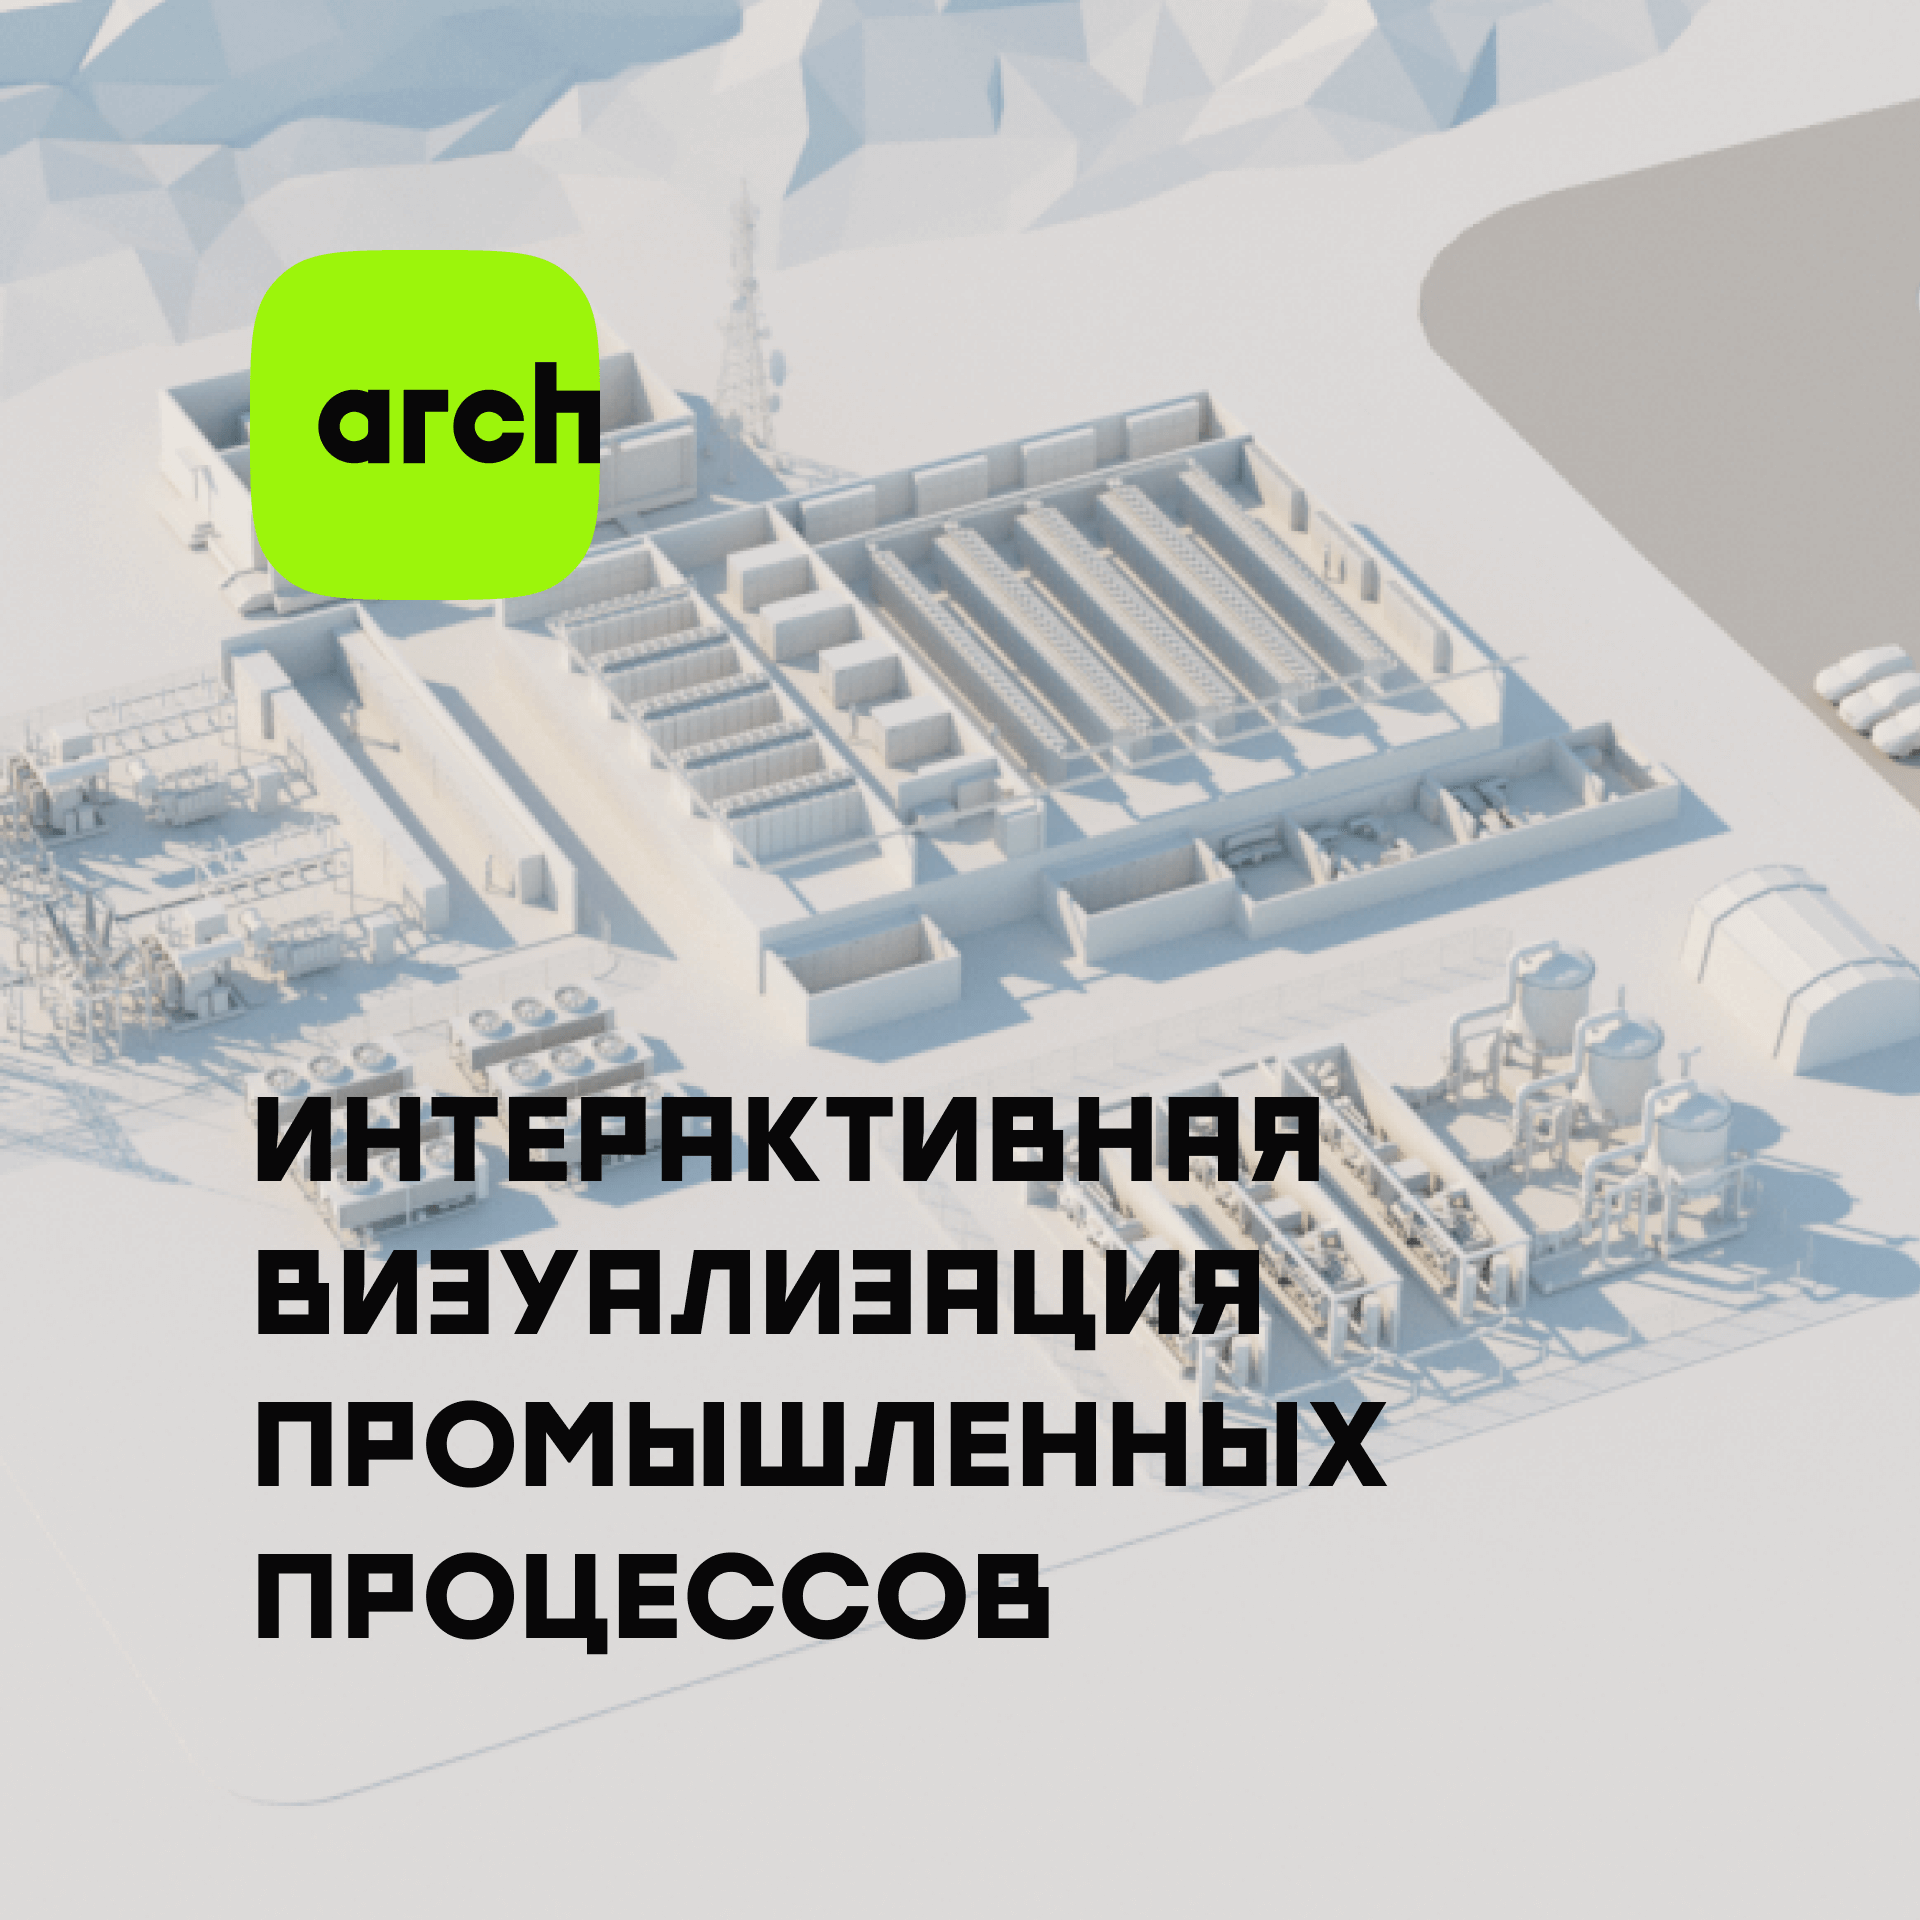 arch
ИНТЕРАКТИВНАЯ
ВИЗУАЛИЗАЦИЯ
ПРОМЫШЛЕННЫХ
ПРОЦЕССОВ